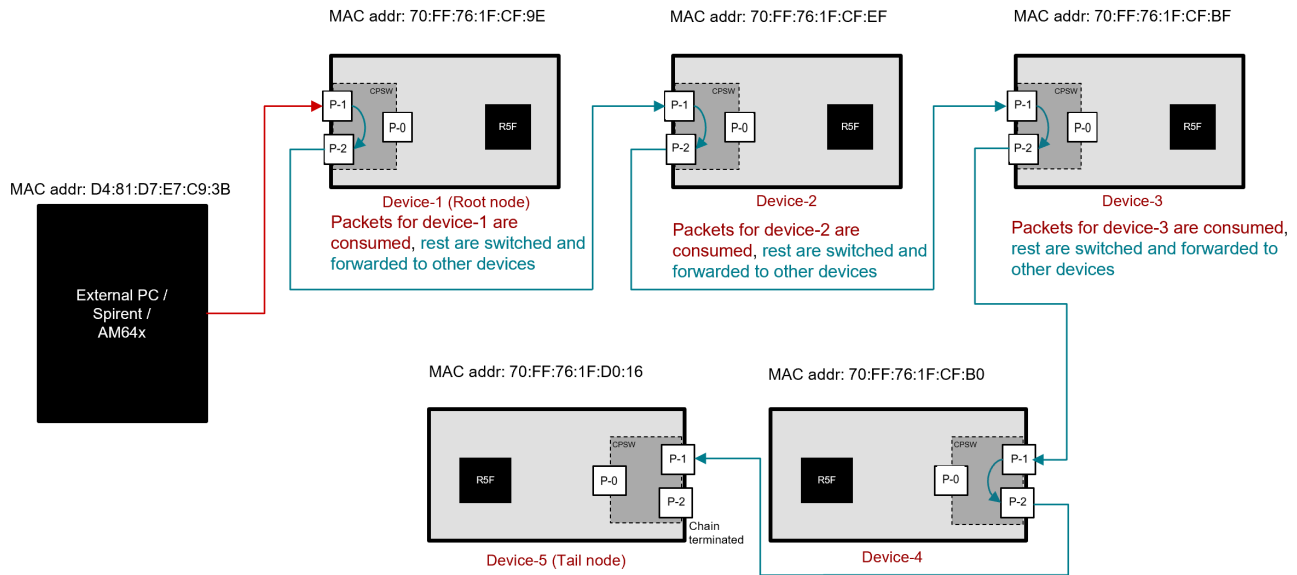 MAC addr: 70:FF:76:1F:CF:9E
MAC addr: 70:FF:76:1F:CF:EF
MAC addr: 70:FF:76:1F:CF:BF
CPSW
P-1
P-0
P-2
R5F
CPSW
P-1
P-0
P-2
R5F
CPSW
P-1
P-0
P-2
R5F
MAC addr: D4:81:D7:E7:C9:3B
Device-1 (Root node)
Packets for device-1 are
consumed, rest are switched and
forwarded to other devices
Device-2
Packets for device-2 are
consumed, rest are switched and
forwarded to other devices
Device-3
Packets for device-3 are consumed,
rest are switched and forwarded to
other devices
External PC /
Spirent /
AM64x
MAC addr: 70:FF:76:1F:D0:16
MAC addr: 70:FF:76:1F:CF:B0
R5F
CPSW
P-1
P-0
P-2
Chain
terminated
Device-5 (Tail node)
R5F
CPSW
P-1
P-0
P-2
Device-4